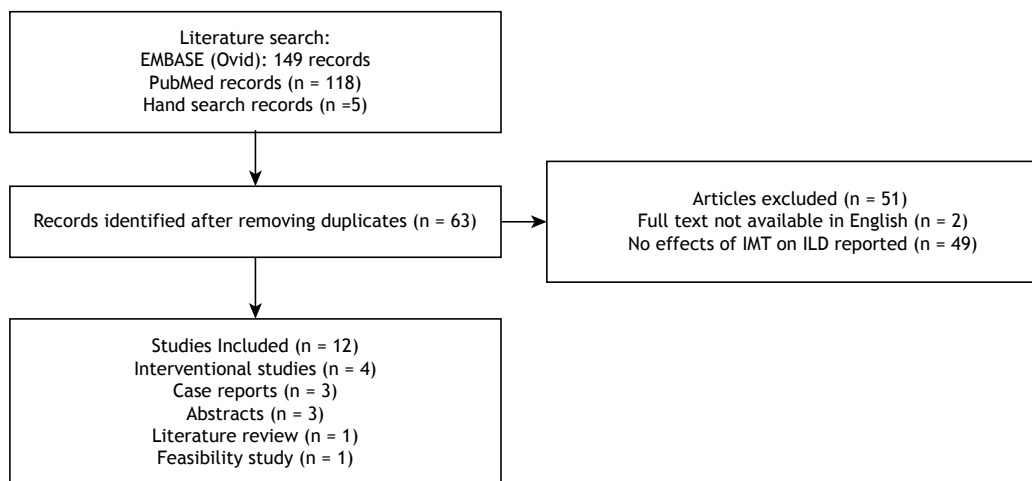 Literature search:
EMBASE (Ovid): 149 records
PubMed records (n = 118)
Hand search records (n =5)
Records identified after removing duplicates (n = 63)
Articles excluded (n = 51)
Full text not available in English (n = 2)
No effects of IMT on ILD reported (n = 49)
Studies Included (n = 12)
Interventional studies (n = 4)
Case reports (n = 3)
Abstracts (n = 3)
Literature review (n = 1)
Feasibility study (n = 1)